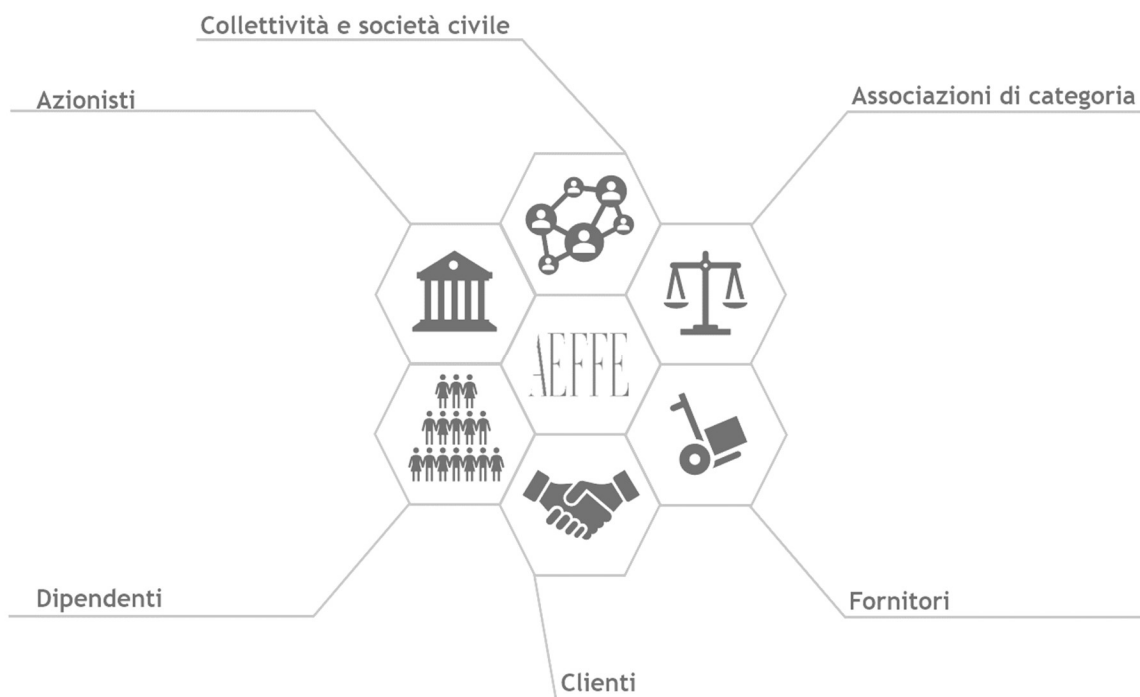 Collettività e società civile
Azionisti
Associazioni di categoria
AEFFE
Dipendenti
Fornitori
Clienti